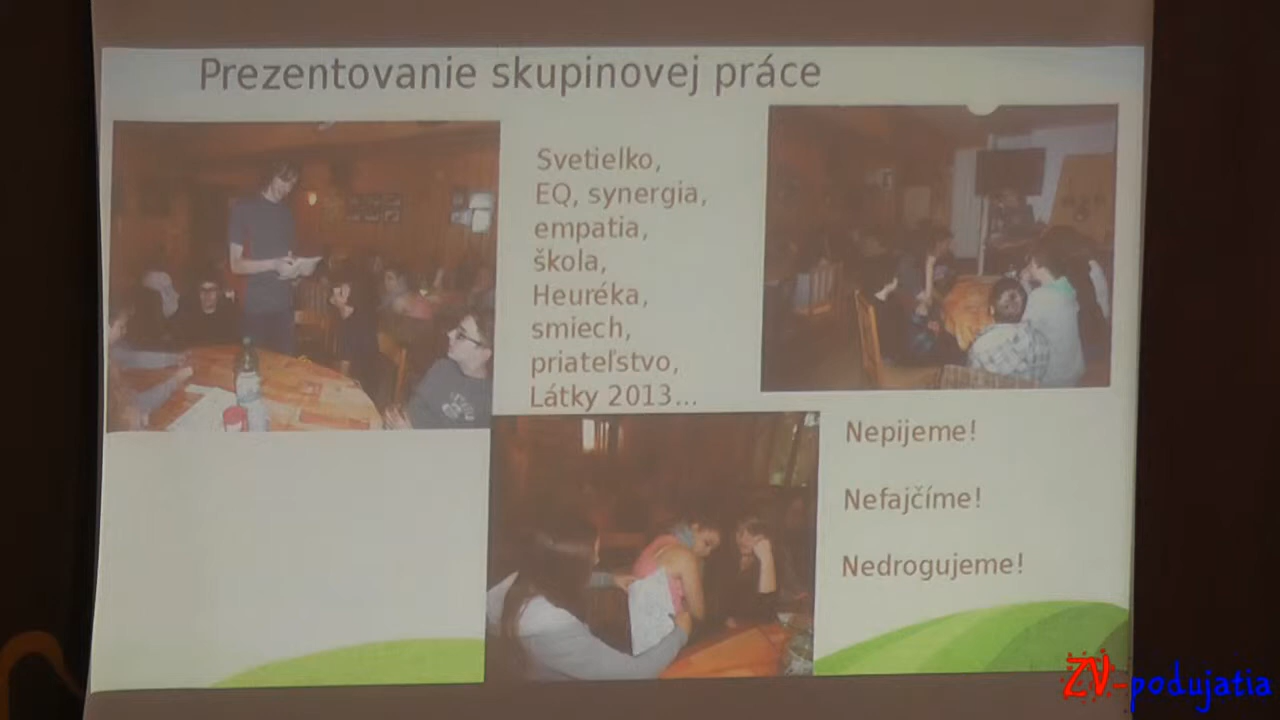 Prezentovanie skupinovej práce
Svetielko,
EQ, synergia,
empatia,
škola,
Heuréka,
smiech,
priateľstvo,
Látky 2013...
Nepijeme!
Nefajčíme!
Nedrogujeme!
ZV-podujatia